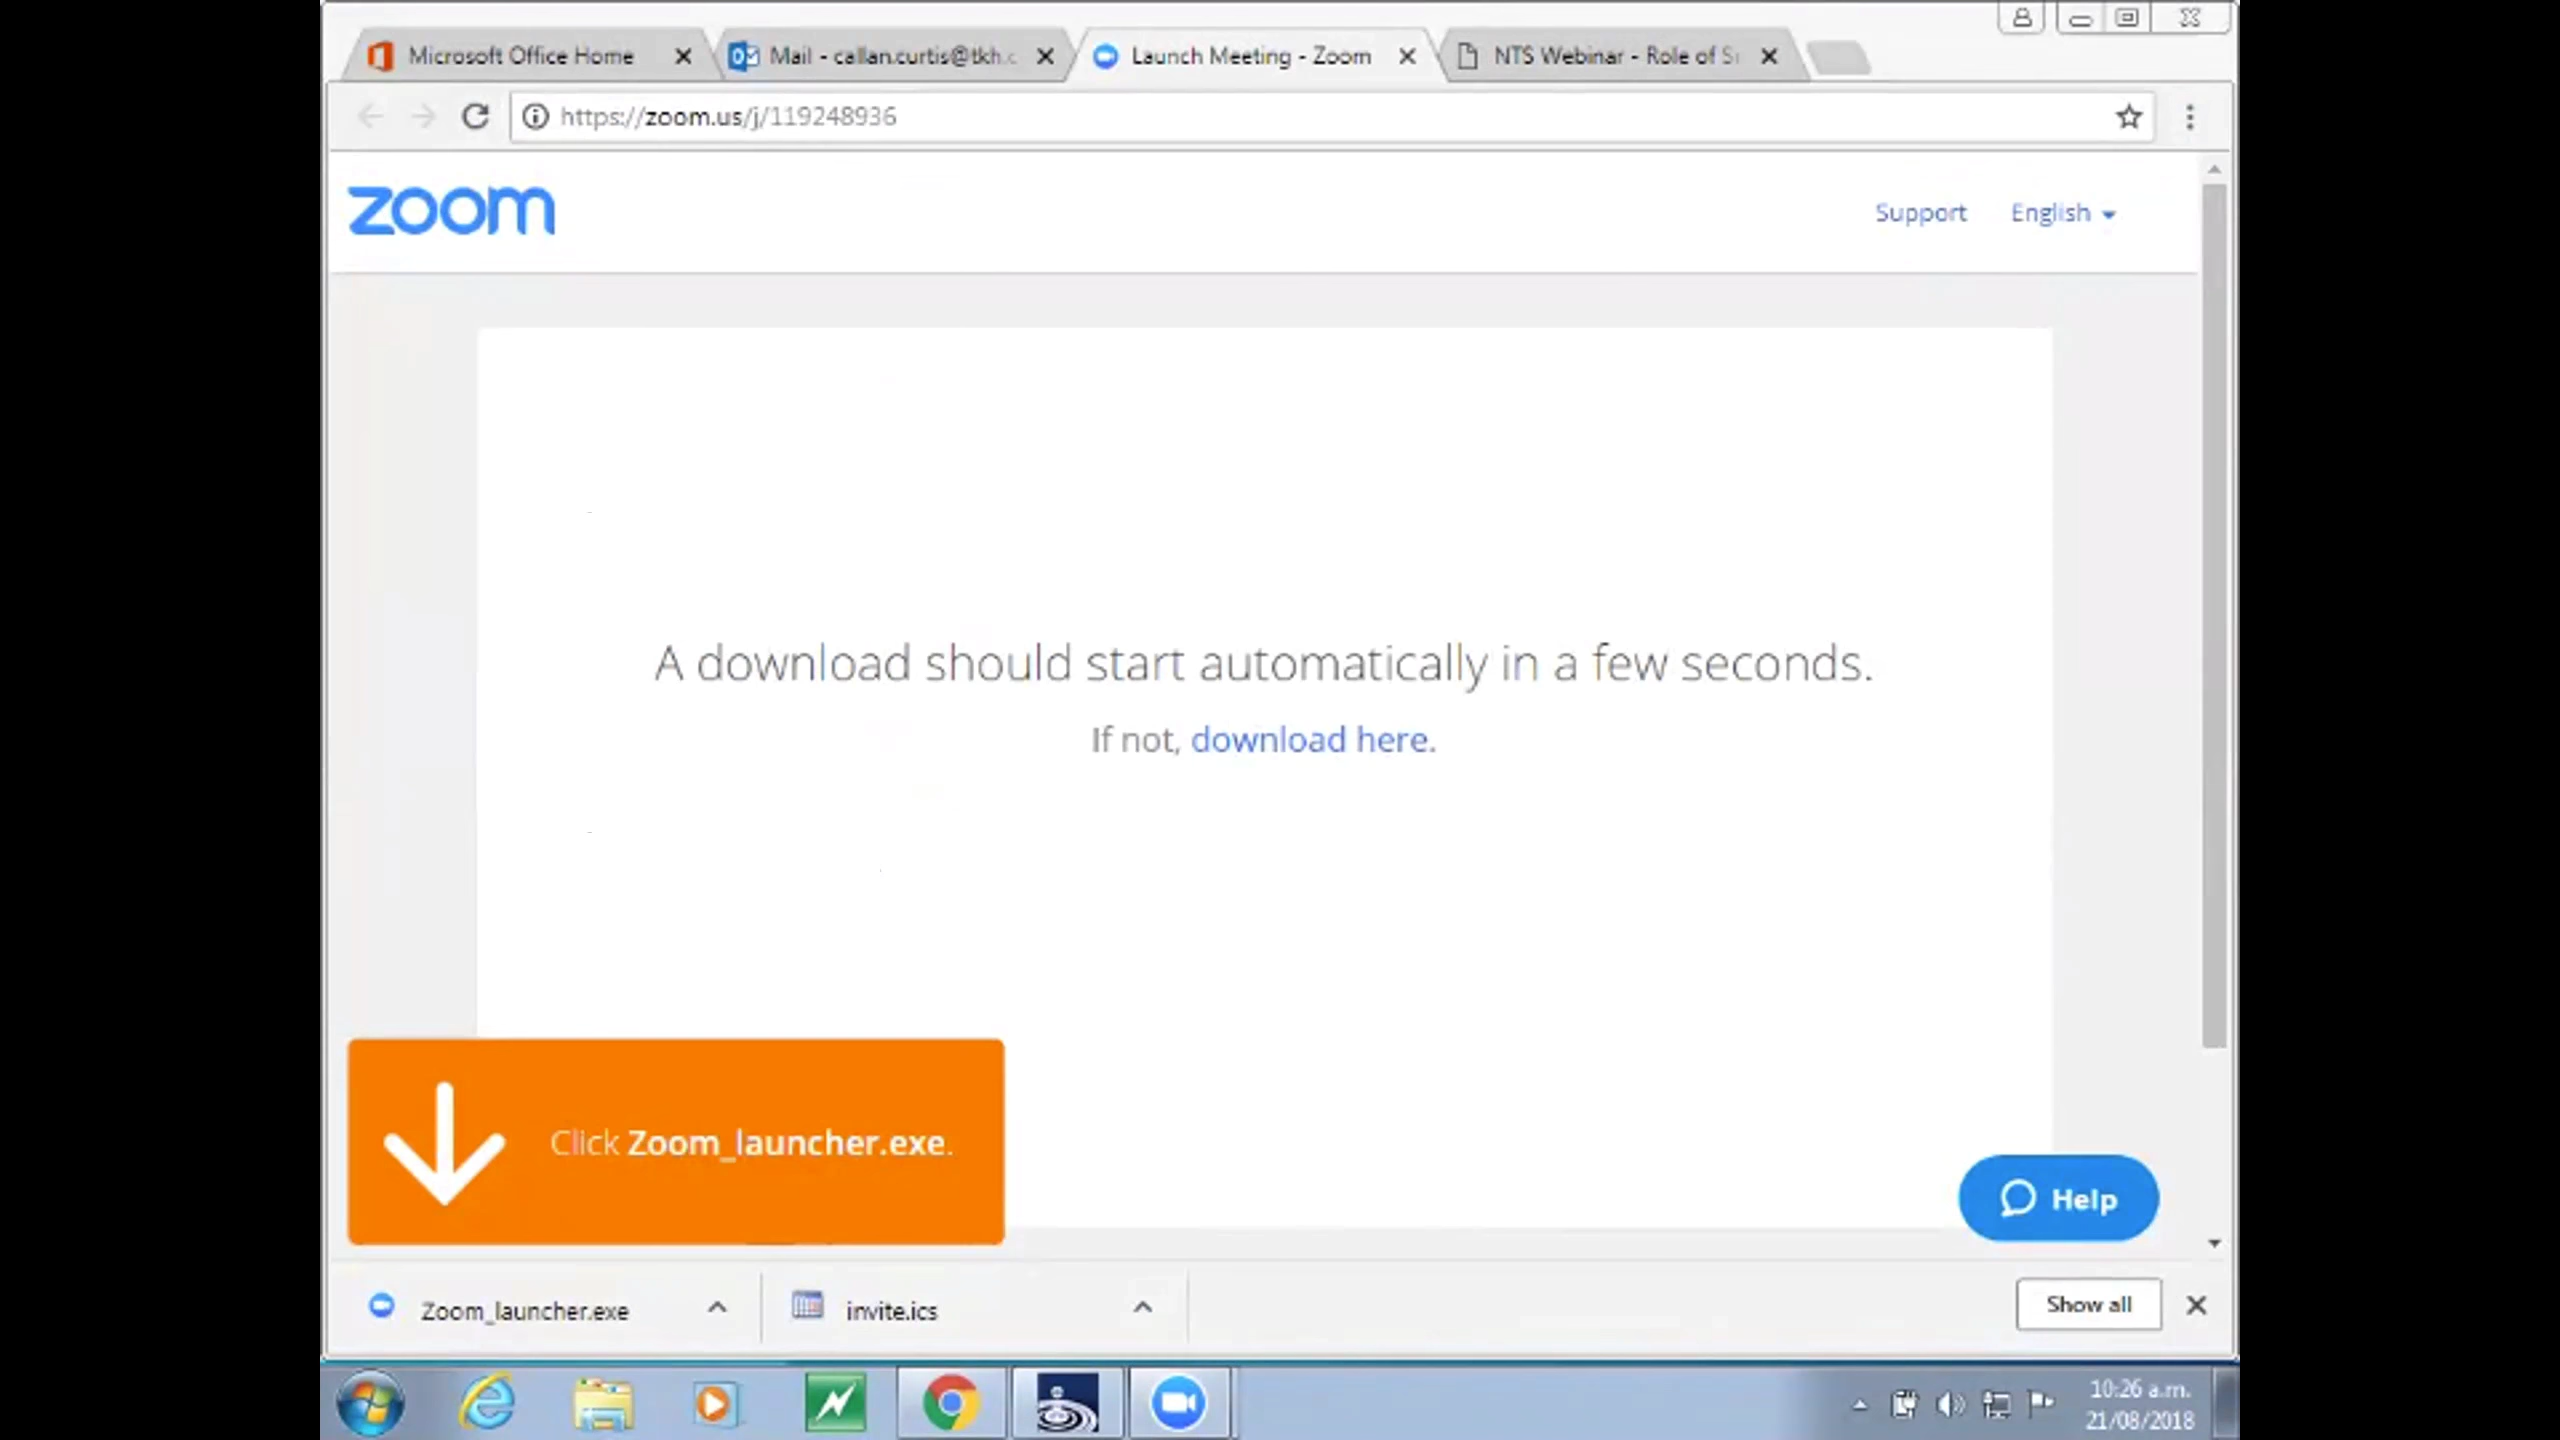 Microsoft Office Home
Mail - callan.curtis@tkh.c
Launch Meeting - Zoom
NTS Webinar - Role of S
https://zoom.us/j/119248936
zoom
Support
English
A download should start automatically in a few seconds.
If not, download here.
Click Zoom_launcher.exe.
Help
Zoom_launcher.exe
invite.ics
Show all
10:26 a.m.
21/08/2018